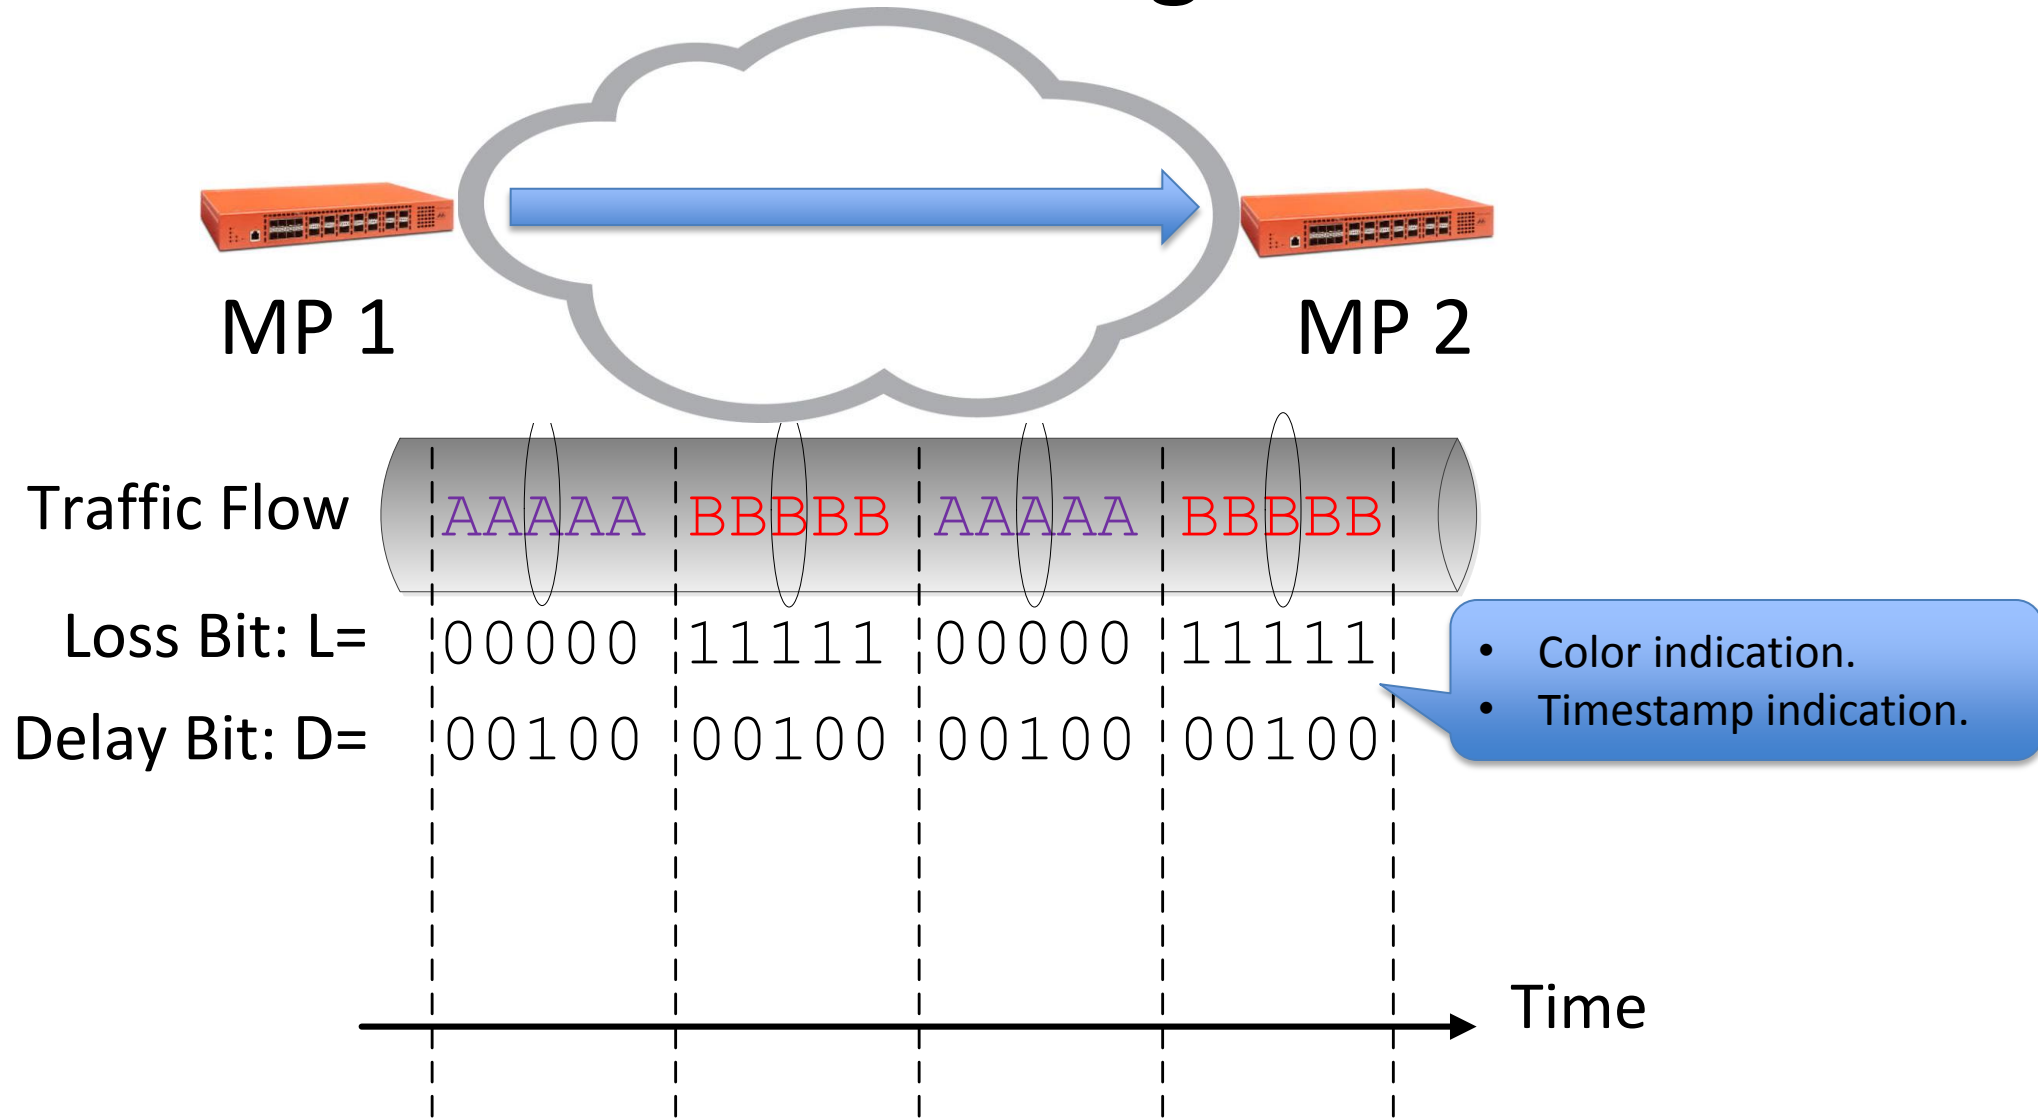 MP 1
MP 2
Traffic Flow AAAAA BBBBB AAAAA BBBBB
Loss Bit: L= 00000 11111 00000 11111
Delay Bit: D= 00100 00100 00100 00100
• Color indication.
• Timestamp indication.
Time